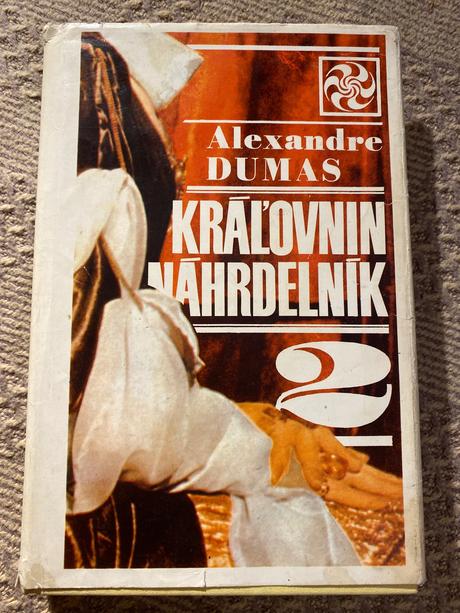 Alexandre
DUMAS
KRÁĽOVNIN
NÁHRDELNÍK
2